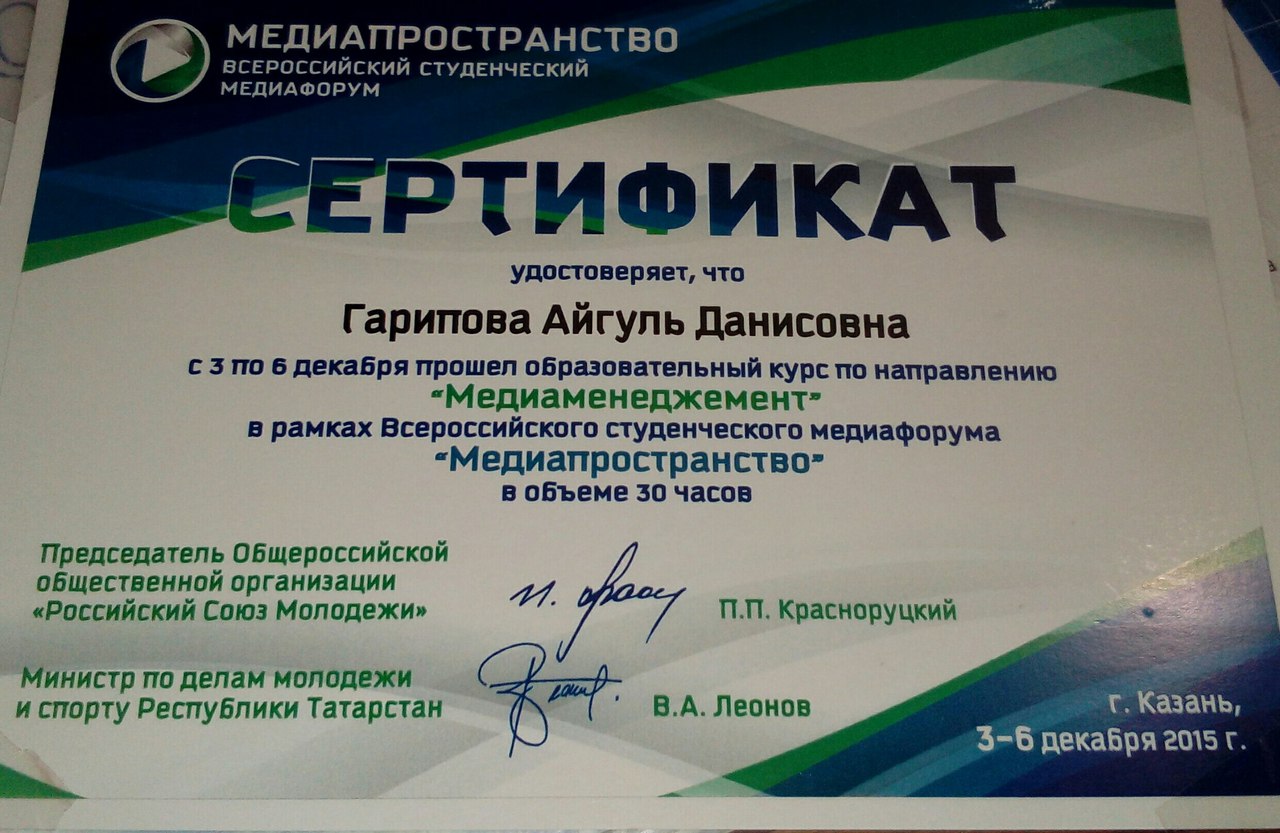 МЕДИАПРОСТРАНСТВО
ВСЕРОССИЙСКИЙ СТУДЕНЧЕСКИЙ
МЕДИАФОРУМ
СЕРТИФИКАТ
удостоверяет, что
Гарипова Айгуль Данисовна
с 3 по 6 декабря прошел образовательный курс по направлению
“Медиаменеджемент”
в рамках Всероссийского студенческого медиафорума
“Медиапространство”
в объеме 30 часов
Председатель Общероссийской
общественной организации
«Российский Союз Молодежи»
П.П. Красноруцкий
Министр по делам молодежи
и спорту Республики Татарстан
В.А. Леонов
г. Казань,
3–6 декабря 2015 г.